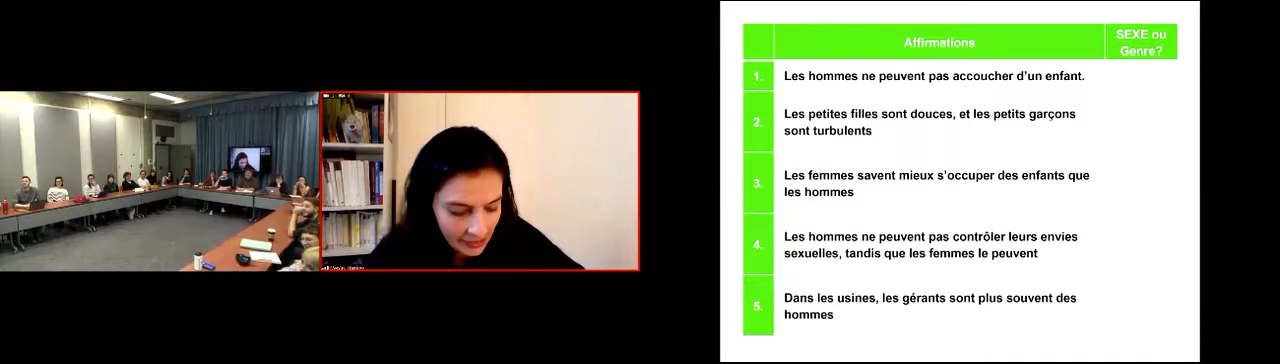 Affirmations
SEXE ou
Genre?
1.
Les hommes ne peuvent pas accoucher d'un enfant.
2.
Les petites filles sont douces, et les petits garçons
sont turbulents
3.
Les femmes savent mieux s'occuper des enfants que
les hommes
4.
Les hommes ne peuvent pas contrôler leurs envies
sexuelles, tandis que les femmes le peuvent
5.
Dans les usines, les gérants sont plus souvent des
hommes